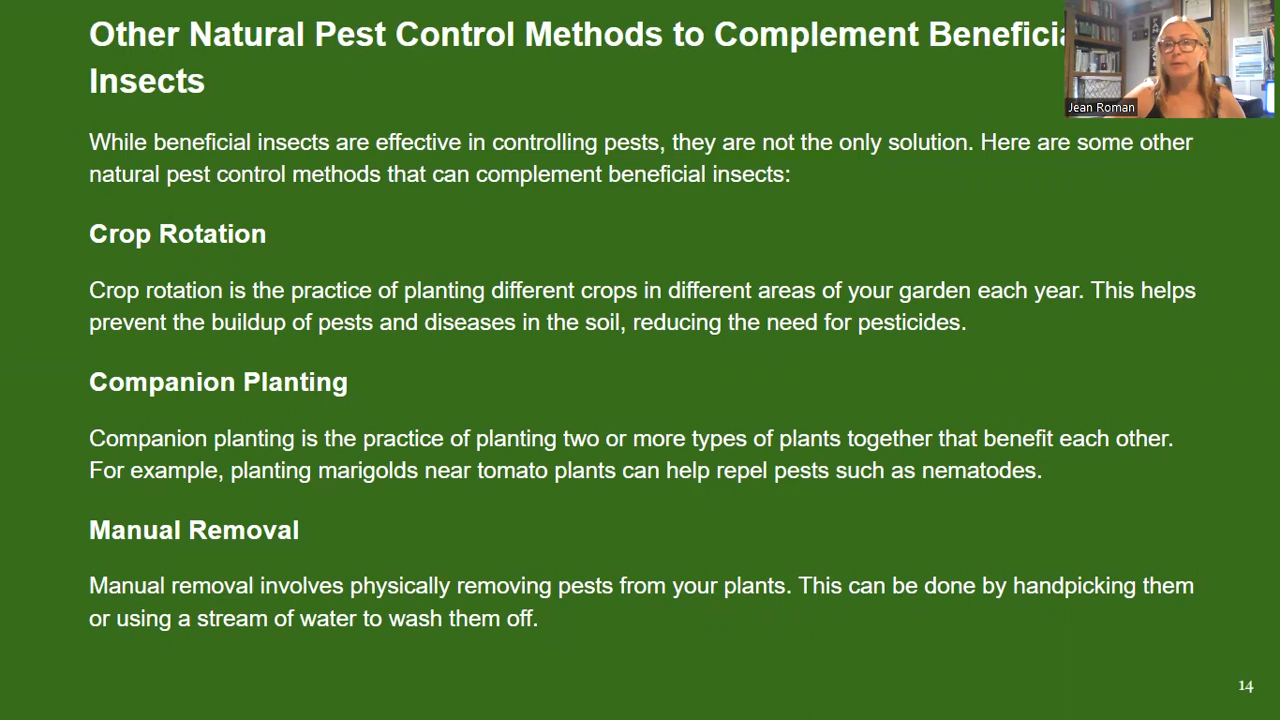 Other Natural Pest Control Methods to Complement
Insects
While beneficial insects are effective in controlling pests, they are not the only solution. Here are some other
natural pest control methods that can complement beneficial insects:
Crop Rotation
Crop rotation is the practice of planting different crops in different areas of your garden each year. This helps
prevent the buildup of pests and diseases in the soil, reducing the need for pesticides.
Companion Planting
Companion planting is the practice of planting two or more types of plants together that benefit each other.
For example, planting marigolds near tomato plants can help repel pests such as nematodes.
Manual Removal
Manual removal involves physically removing pests from your plants. This can be done by handpicking them
or using a stream of water to wash them off.
Jean Roman
14